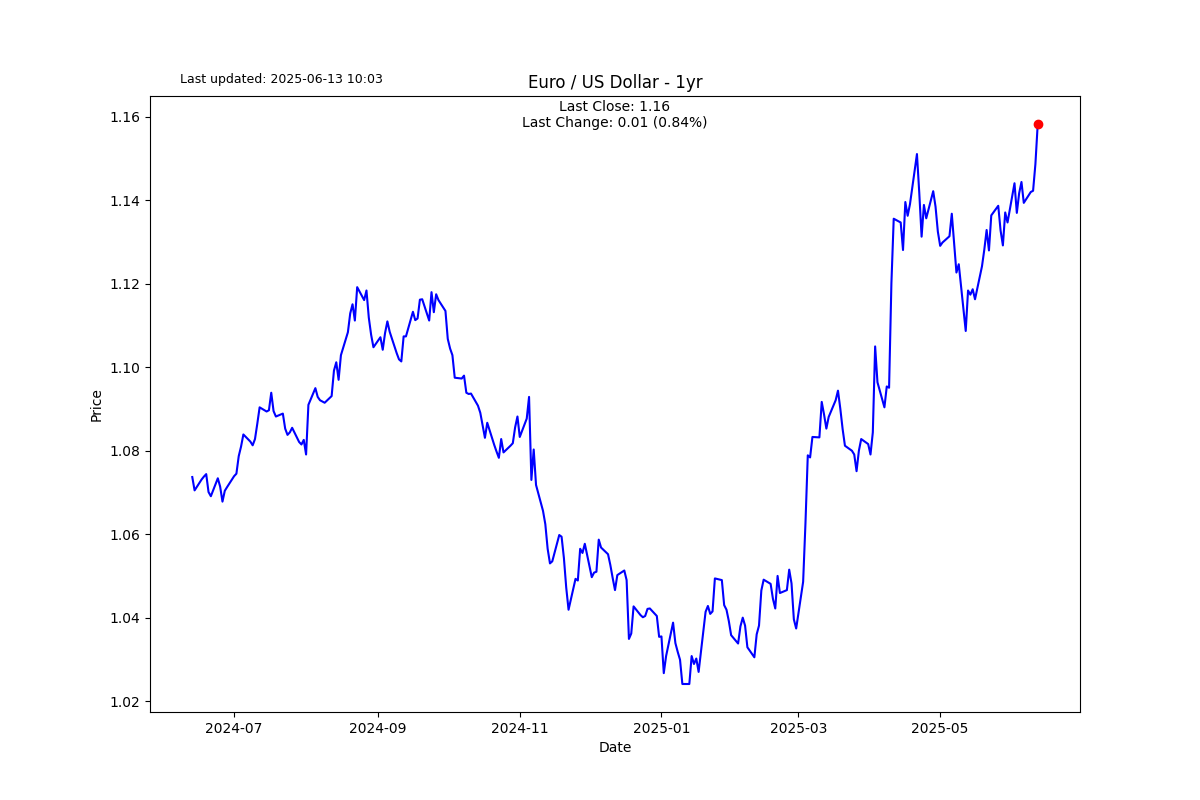 Last updated: 2025-06-13 10:03
Euro / US Dollar - 1yr
Last Close: 1.16
Last Change: 0.01 (0.84%)
1.16
1.14
1.12
1.10
1.08
1.06
1.04
1.02
Price
2024-07 2024-09 2024-11 2025-01 2025-03 2025-05
Date